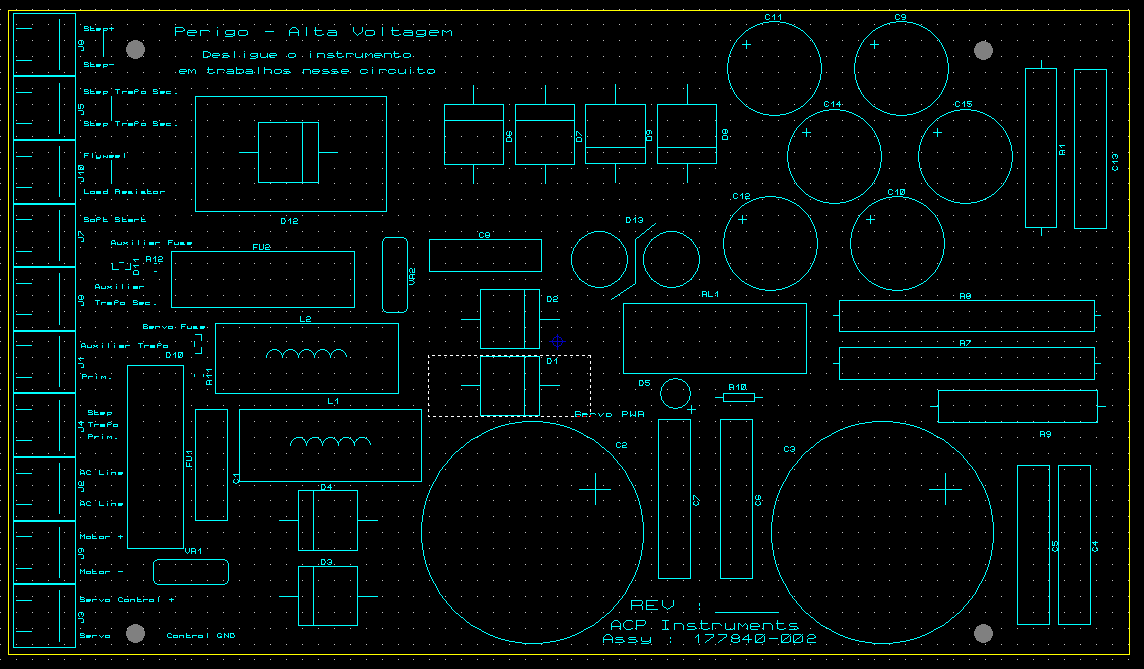 Perigo - Alta Voltagem
Desligue o instrumento
em trabalhos nesse circuito
Step+
J8
Step-
Step Trafo Sec.
J5
Step Trafo Sec.
Flyweel
J10
Load Resistor
Soft Start
J7
Auxilier Fuse
R12
D11
Auxilier
Trafo Sec.
Servo Fuse
Auxilier Trafo
J1
Prim.
D10
R11
Step
Trafo
J4
Prim.
AC Line
J2
AC Line
Motor +
J9
Motor -
Servo Control +
J3
Servo
Control GND
D12
FU2
VR2
L2
L1
FU1
C1
VR1
D4
D3
D6
D7
D9
D8
C8
D13
D2
D1
Servo PWR
RL1
D5
R10
C2
C7
C6
C3
C11
C9
C14
C15
C12
C10
R1
C13
R8
R7
R9
C5
C4
REV :
ACP Instruments
Assy : 177840-002